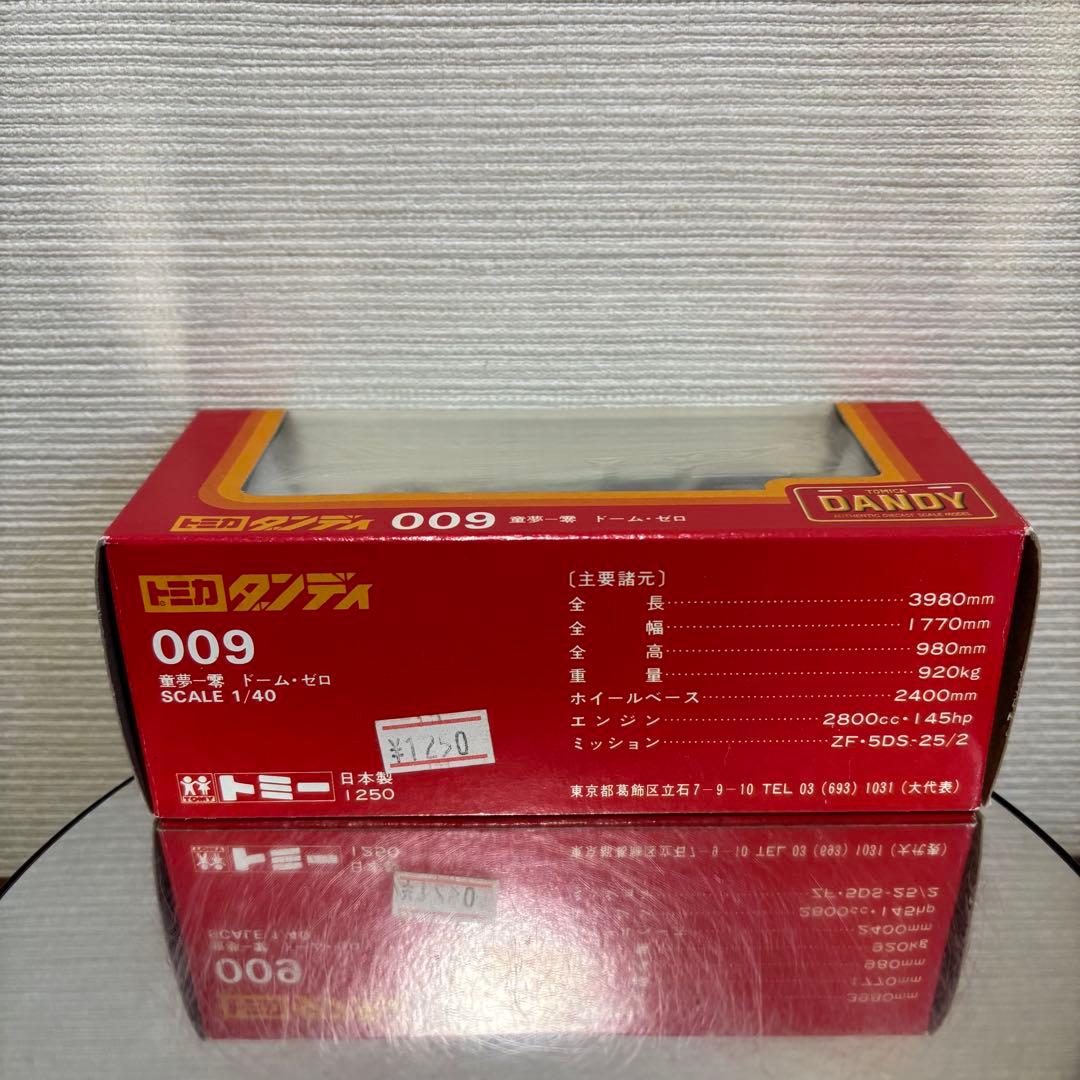 トミカ ダンディ 009 童夢-零 ドーム・ゼロ
TOMICA
DANDY
AUTHENTIC DIECAST SCALE MODEL
トミカ ダンディ
009
童夢-零 ドーム・ゼロ
SCALE 1/40
¥1250
TOMY トミー 日本製
1250
〔主要諸元〕
全長 3980mm
全幅 1770mm
全高 980mm
重量 920kg
ホイールベース 2400mm
エンジン 2800cc・145hp
ミッション ZF・5DS-25/2
東京都葛飾区立石7-9-10 TEL 03 (693) 1031 (大代表)